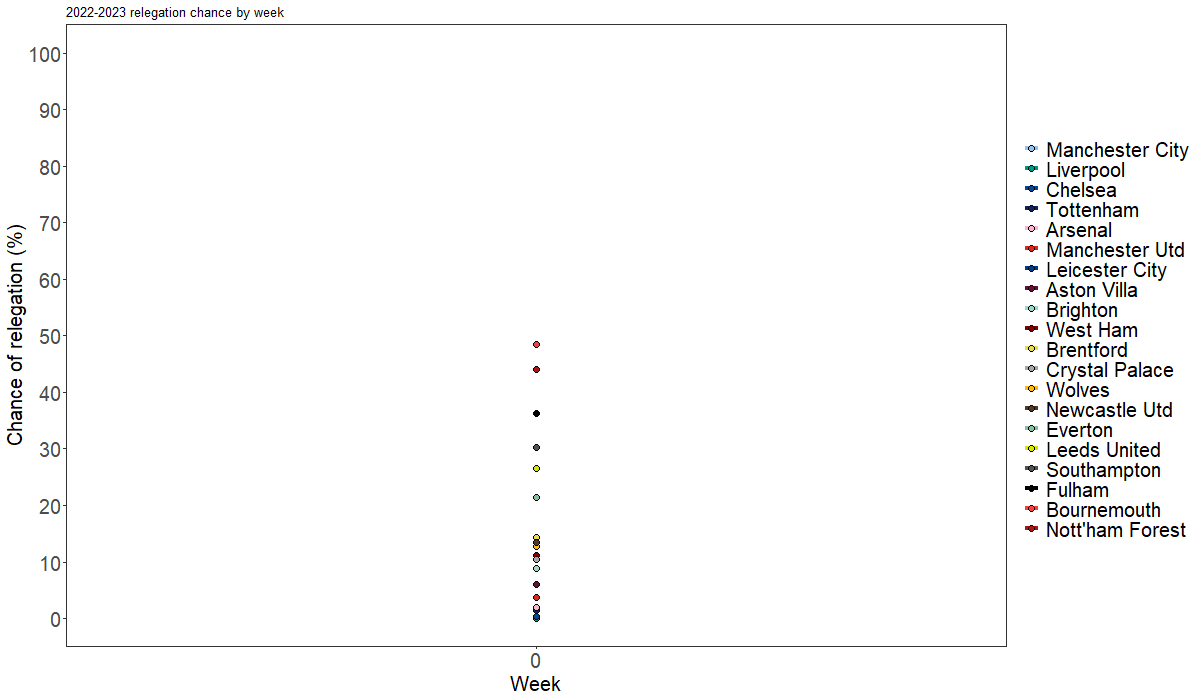 2022-2023 relegation chance by week
100
90
80
70
60
50
40
30
20
10
0
Chance of relegation (%)
0
Week
Manchester City
Liverpool
Chelsea
Tottenham
Arsenal
Manchester Utd
Leicester City
Aston Villa
Brighton
West Ham
Brentford
Crystal Palace
Wolves
Newcastle Utd
Everton
Leeds United
Southampton
Fulham
Bournemouth
Nott'ham Forest